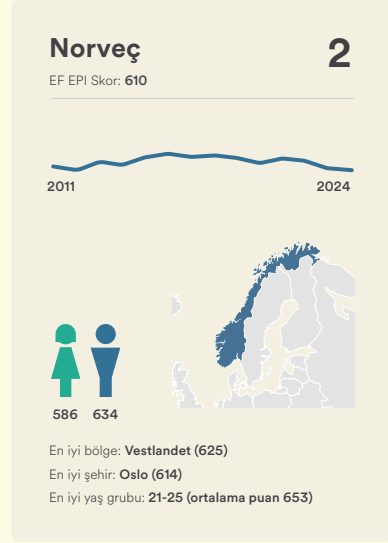 Norveç
2
EF EPI Skor: 610
2011
2024
586
634
En iyi bölge: Vestlandet (625)
En iyi şehir: Oslo (614)
En iyi yaş grubu: 21-25 (ortalama puan 653)